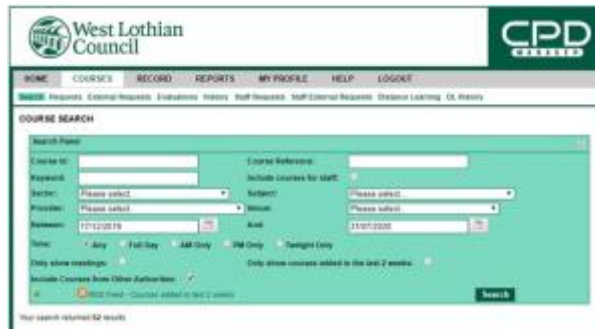 West Lothian
Council
CPD
MANAGER
HOME COURSES RECORD REPORTS MY PROFILE HELP LOGOUT
Search Requests External Requests Evaluations History Staff Requests Staff External Requests Distance Learning DL History
COURSE SEARCH
Search Panel
Course Id: Course Reference:
Keyword: Include courses for staff:
Sector: Please select.. Subject: Please select..
Provider: Please select.. Venue: Please select..
Between: 17/12/2019 And: 31/07/2020
Time: Any Full Day AM Only PM Only Twilight Only
Only show meetings: Only show courses added in the last 2 weeks:
Include Courses from Other Authorities:
RSS Feed - Courses added in last 2 weeks Search
Your search returned 52 results